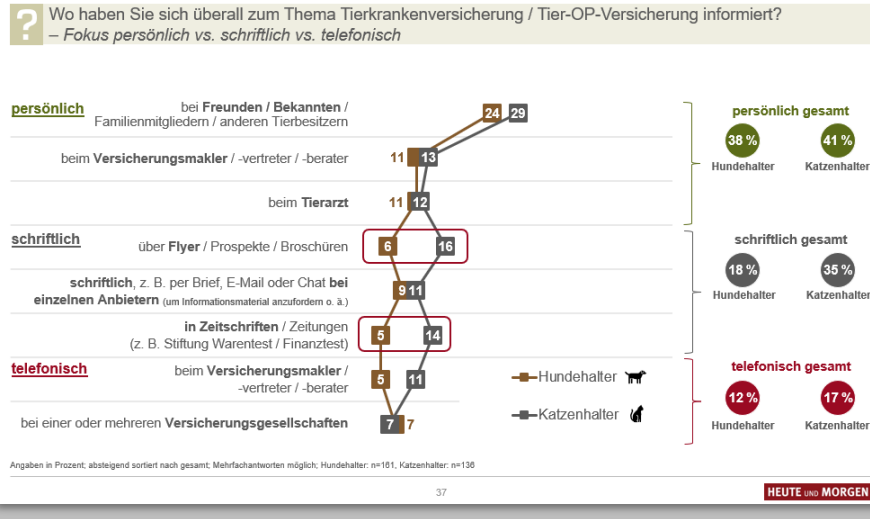 ?
Wo haben Sie sich überall zum Thema Tierkrankenversicherung / Tier-OP-Versicherung informiert?
– Fokus persönlich vs. schriftlich vs. telefonisch
persönlich
bei Freunden / Bekannten /
Familienmitgliedern / anderen Tierbesitzern
24 29
beim Versicherungsmakler / -vertreter / -berater
11 13
beim Tierarzt
11 12
persönlich gesamt
38 % 41 %
Hundehalter Katzenhalter
schriftlich
über Flyer / Prospekte / Broschüren
6 16
schriftlich, z. B. per Brief, E-Mail oder Chat bei
einzelnen Anbietern (um Informationsmaterial anzufordern o. ä.)
9 11
in Zeitschriften / Zeitungen
(z. B. Stiftung Warentest / Finanztest)
5 14
schriftlich gesamt
18 % 35 %
Hundehalter Katzenhalter
telefonisch
beim Versicherungsmakler /
-vertreter / -berater
5 11
bei einer oder mehreren Versicherungsgesellschaften
7 7
Hundehalter
Katzenhalter
telefonisch gesamt
12 % 17 %
Hundehalter Katzenhalter
Angaben in Prozent; absteigend sortiert nach gesamt; Mehrfachantworten möglich; Hundehalter: n=161, Katzenhalter: n=136
37
HEUTE UND MORGEN